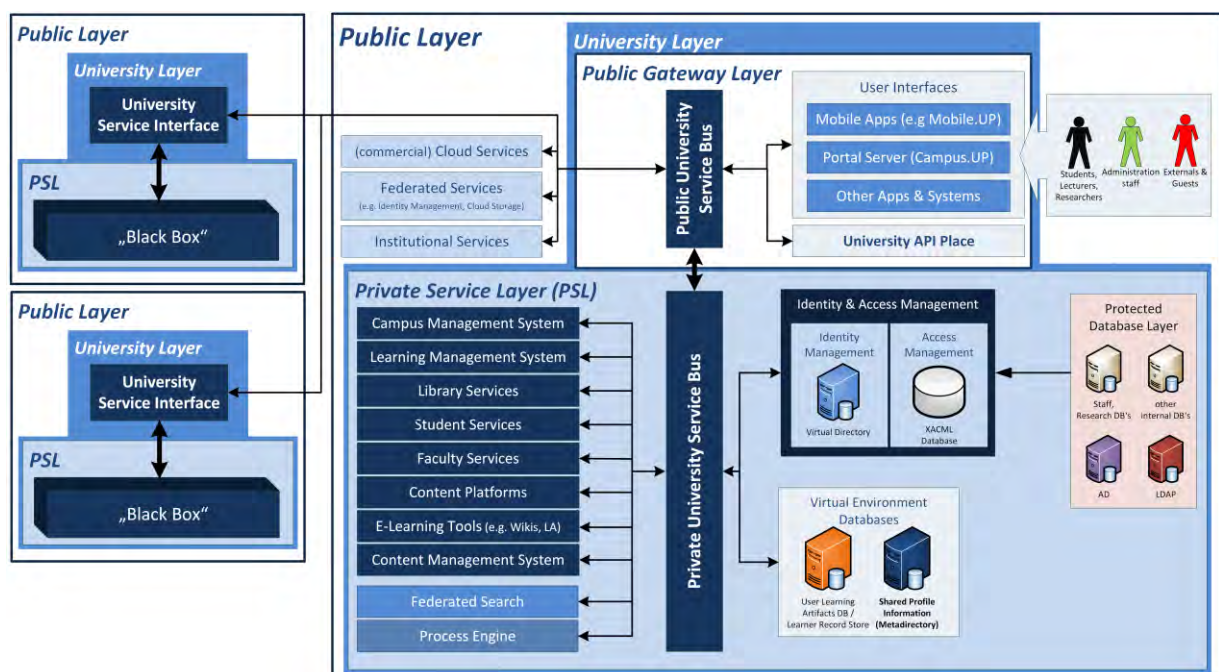 Public Layer
University Layer
University
Service Interface
PSL
„Black Box“
Public Layer
University Layer
University
Service Interface
PSL
„Black Box“
Public Layer
University Layer
Public Gateway Layer
(commercial) Cloud Services
Federated Services
(e.g. Identity Management, Cloud Storage)
Institutional Services
Public University
Service Bus
User Interfaces
Mobile Apps (e.g Mobile.UP)
Portal Server (Campus.UP)
Other Apps & Systems
University API Place
Students,
Lecturers,
Researchers
Administration
staff
Externals &
Guests
Private Service Layer (PSL)
Campus Management System
Learning Management System
Library Services
Student Services
Faculty Services
Content Platforms
E-Learning Tools (e.g. Wikis, LA)
Content Management System
Federated Search
Process Engine
Private University Service Bus
Identity & Access Management
Identity
Management
Virtual Directory
Access
Management
XACML
Database
Virtual Environment
Databases
User Learning
Artifacts DB /
Learner Record Store
Shared Profile
Information
(Metadirectory)
Protected
Database Layer
Staff,
Research DB's
other
internal DB's
AD
LDAP